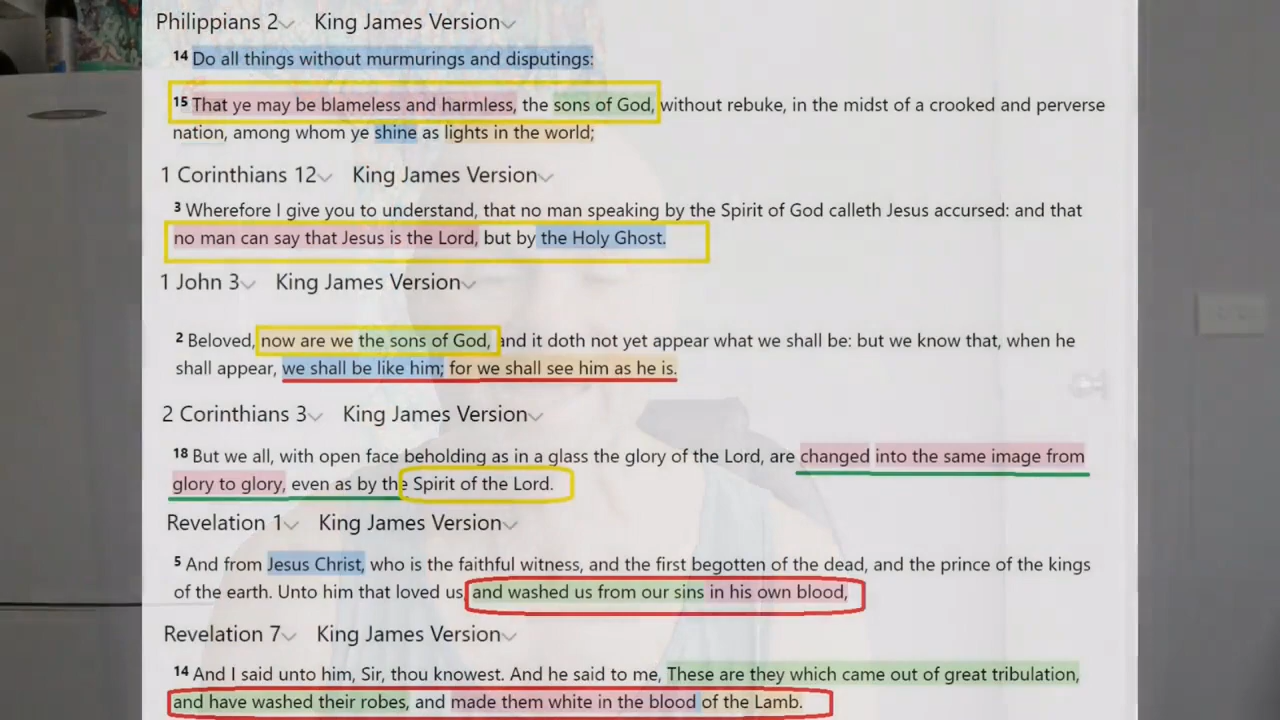 Philippians 2 King James Version
14 Do all things without murmurings and disputings:
15 That ye may be blameless and harmless, the sons of God, without rebuke, in the midst of a crooked and perverse
nation, among whom ye shine as lights in the world;
1 Corinthians 12 King James Version
3 Wherefore I give you to understand, that no man speaking by the Spirit of God calleth Jesus accursed: and that
no man can say that Jesus is the Lord, but by the Holy Ghost.
1 John 3 King James Version
2 Beloved, now are we the sons of God, and it doth not yet appear what we shall be: but we know that, when he
shall appear, we shall be like him; for we shall see him as he is.
2 Corinthians 3 King James Version
18 But we all, with open face beholding as in a glass the glory of the Lord, are changed into the same image from
glory to glory, even as by the Spirit of the Lord.
Revelation 1 King James Version
5 And from Jesus Christ, who is the faithful witness, and the first begotten of the dead, and the prince of the kings
of the earth. Unto him that loved us, and washed us from our sins in his own blood,
Revelation 7 King James Version
14 And I said unto him, Sir, thou knowest. And he said to me, These are they which came out of great tribulation,
and have washed their robes, and made them white in the blood of the Lamb.